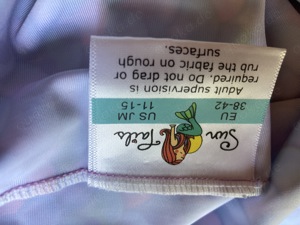 Sun Tails
EU US JM
38-42 11-15
Adult supervision is
required. Do not drag or
rub the fabric on rough
surfaces.